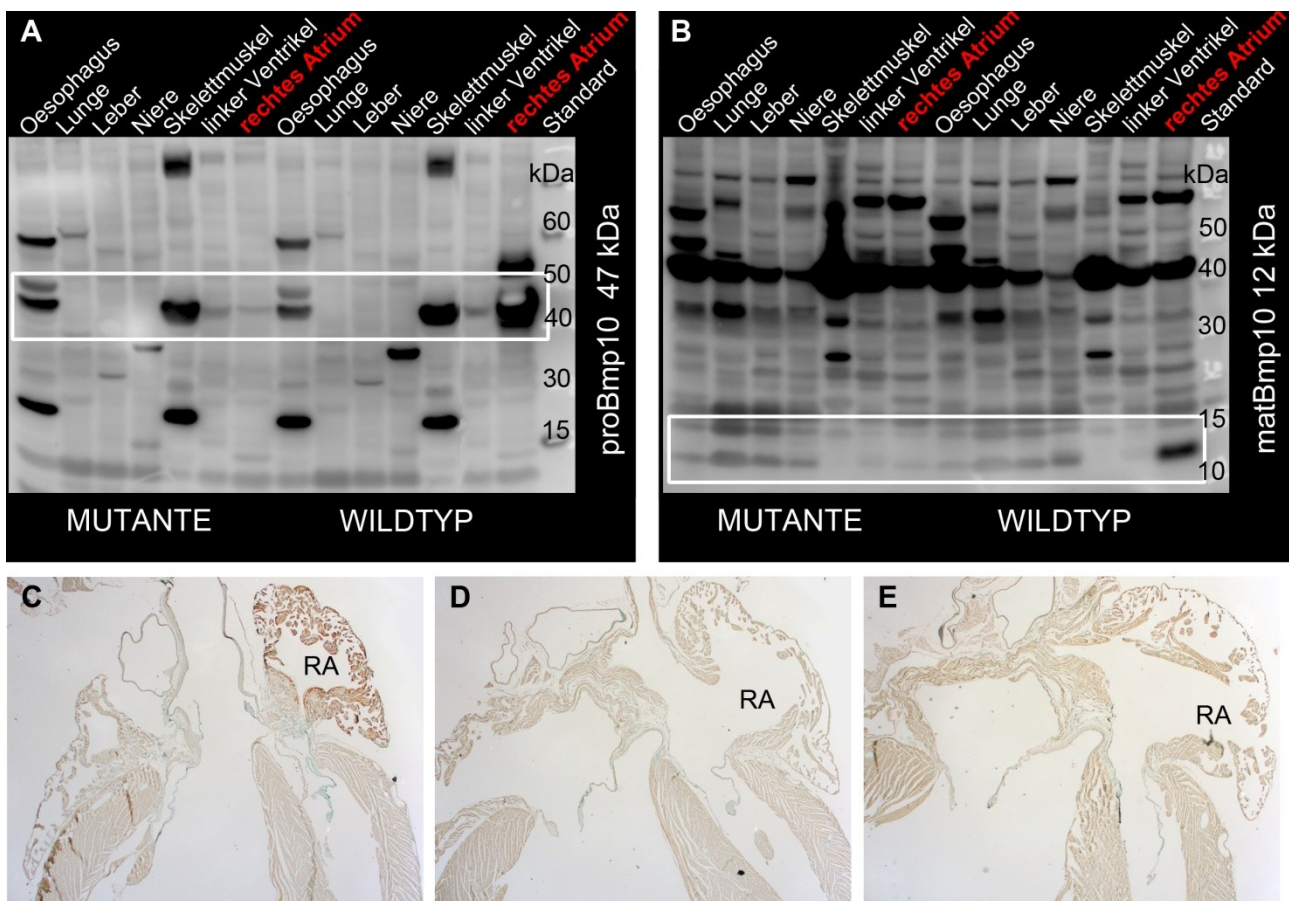 A
Oesophagus
Lunge
Leber
Niere
Skelettmuskel
linker Ventrikel
rechtes Atrium
Oesophagus
Lunge
Leber
Niere
Skelettmuskel
linker Ventrikel
rechtes Atrium
Standard
kDa
60
50
40
30
15
proBmp10 47 kDa
MUTANTE
WILDTYP
B
Oesophagus
Lunge
Leber
Niere
Skelettmuskel
linker Ventrikel
rechtes Atrium
Oesophagus
Lunge
Leber
Niere
Skelettmuskel
linker Ventrikel
rechtes Atrium
Standard
kDa
50
40
30
15
10
matBmp10 12 kDa
MUTANTE
WILDTYP
C
RA
D
RA
E
RA